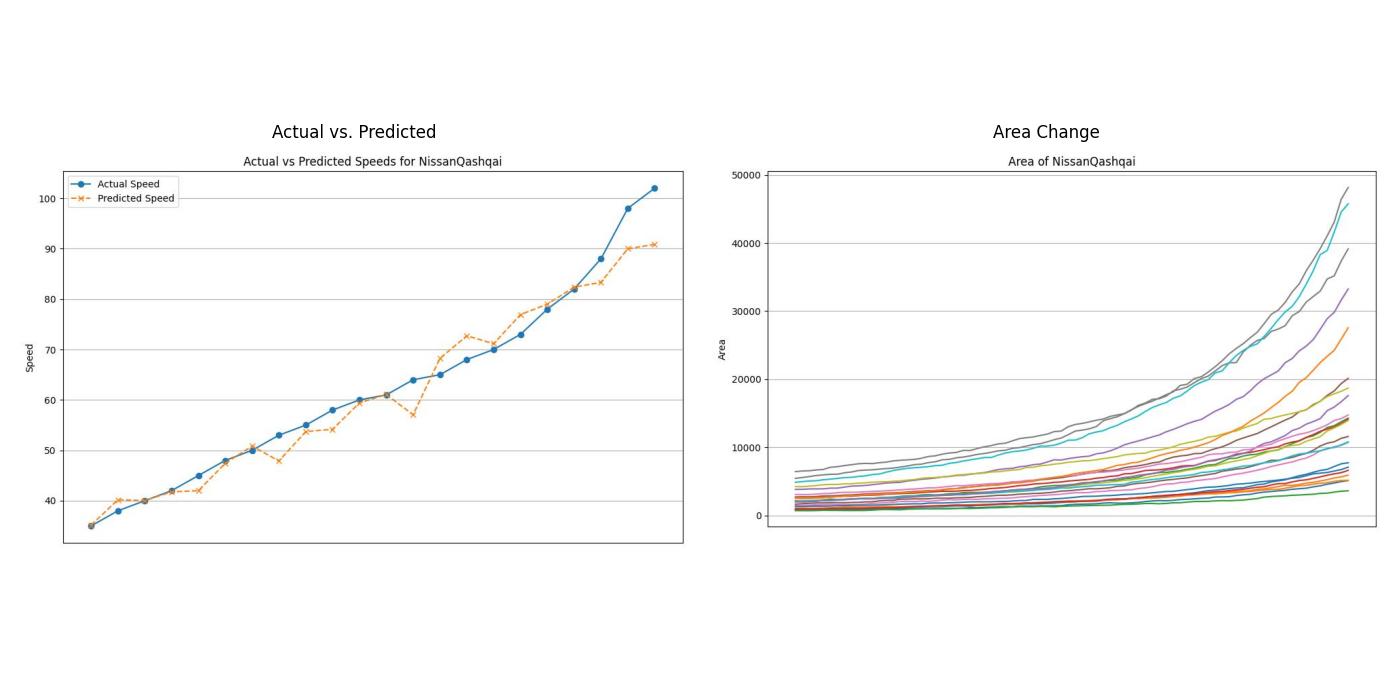 Actual vs. Predicted
Actual vs Predicted Speeds for NissanQashqai
Actual Speed
Predicted Speed
100
90
80
70
60
50
40
Speed
Area Change
Area of NissanQashqai
50000
40000
30000
20000
10000
0
Area